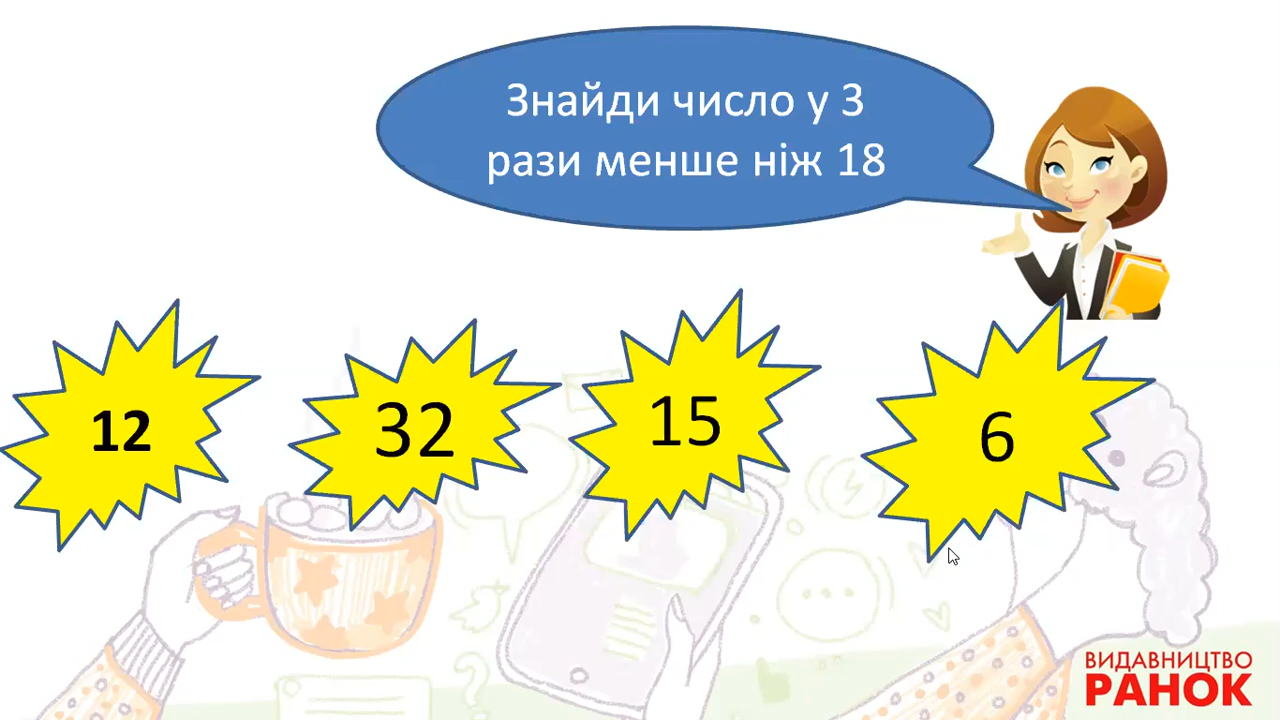 Знайди число у 3
рази менше ніж 18
12
32
15
6
ВИДАВНИЦТВО
РАНОК